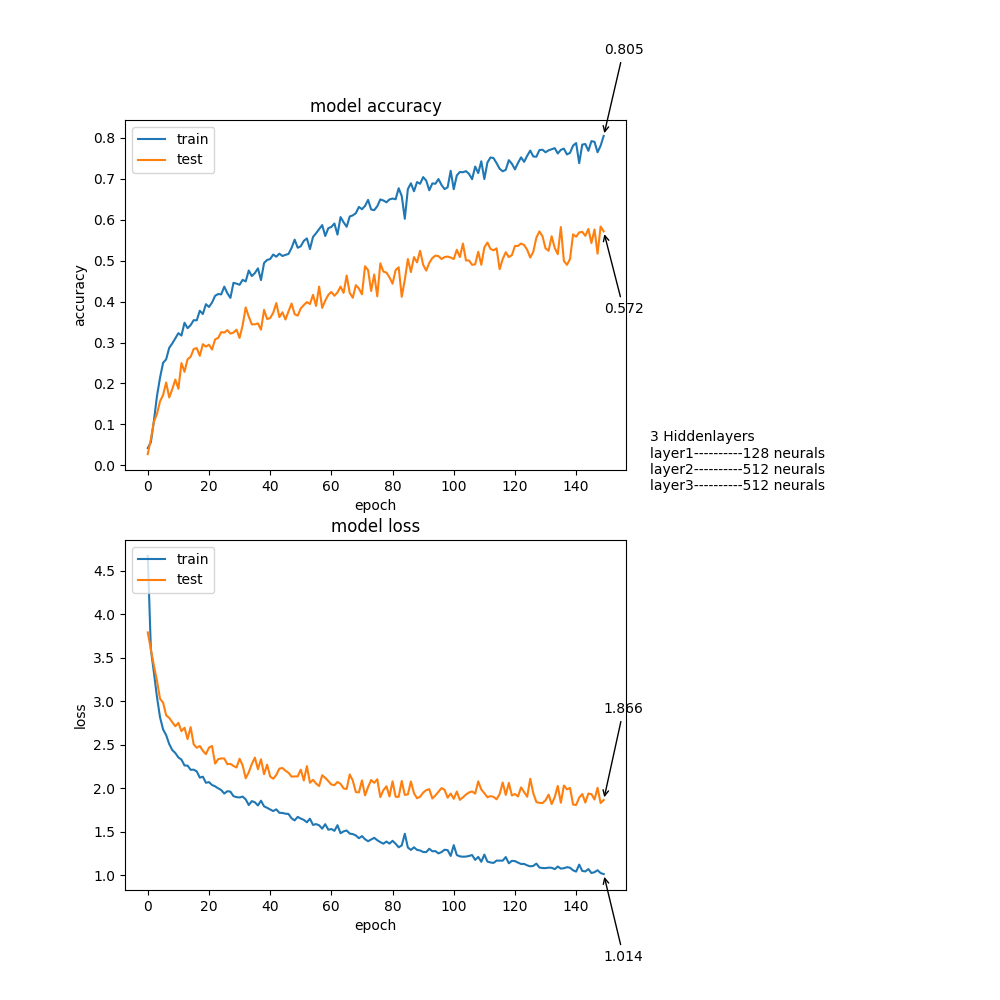 0.805
model accuracy
train
test
0.8
0.7
0.6
0.5
0.4
0.3
0.2
0.1
0.0
accuracy
0.572
0 20 40 60 80 100 120 140
epoch
3 Hiddenlayers
layer1----------128 neurals
layer2----------512 neurals
layer3----------512 neurals
model loss
train
test
4.5
4.0
3.5
3.0
2.5
2.0
1.5
1.0
loss
1.866
0 20 40 60 80 100 120 140
epoch
1.014